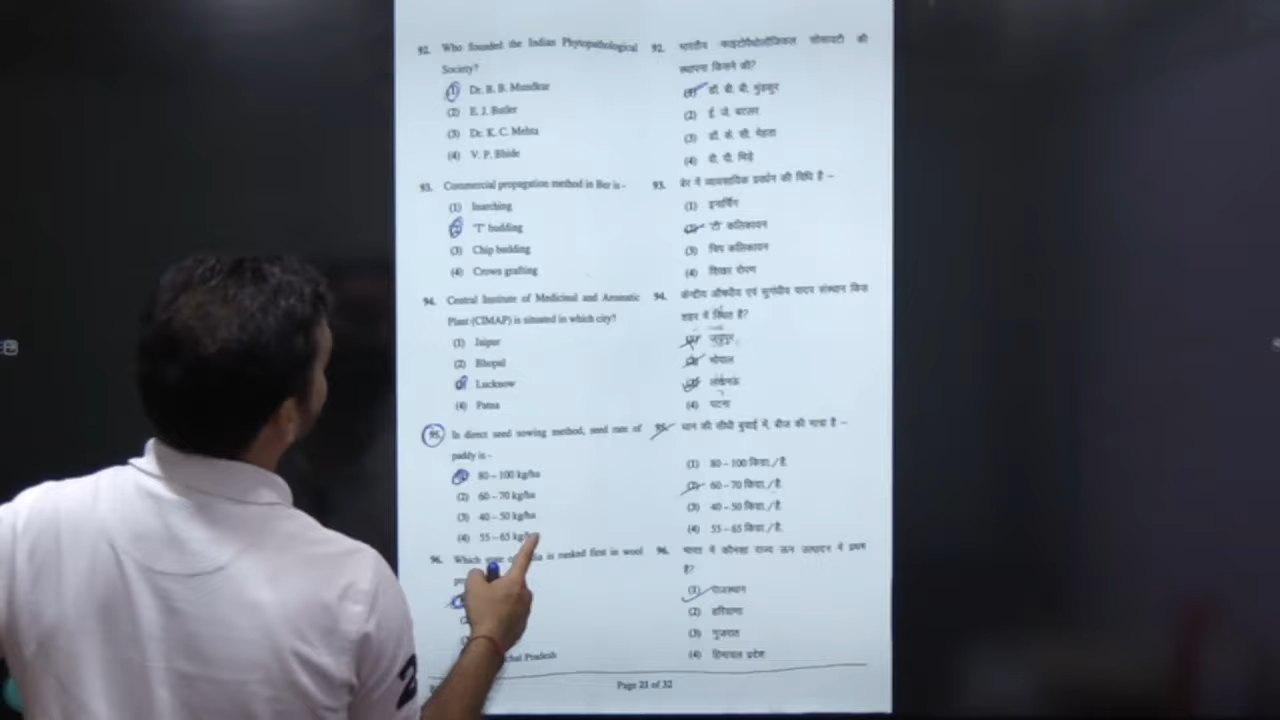 92. Who founded the Indian Phytopathological
Society?
(1) Dr. B. B. Mundkur
(2) E. J. Butler
(3) Dr. K. C. Mehta
(4) V. P. Bhide
93. Commercial propagation method in Ber is -
(1) Inarching
'T' budding
(3) Chip budding
(4) Crown grafting
94. Central Institute of Medicinal and Aromatic
Plant (CIMAP) is situated in which city?
(1) Jaipur
(2) Bhopal
Lucknow
(4) Patna
95. In direct seed sowing method, seed rate of
paddy is -
80 – 100 kg/ha
(2) 60 – 70 kg/ha
(3) 40 – 50 kg/ha
(4) 55 – 65
96. Which is ranked first in wool
Pradesh
92. भारतीय फाइटोपैथोलॉजिकल सोसायटी की
स्थापना किसने की?
(1) डॉ. बी. बी. मुंडकुर
(2) ई. जे. बटलर
(3) डॉ. के. सी. मेहता
(4) वी. पी. भिड़े
93. बेर में व्यावसायिक प्रवर्धन की विधि है –
(1) इनार्चिंग
(2) 'टी' कलिकायन
(3) चिप कलिकायन
(4) शिखर रोपण
94. केन्द्रीय औषधीय एवं सुगंधीय पादप संस्थान किस
शहर में स्थित है?
(1) जयपुर
(2) भोपाल
(3) लखनऊ
(4) पटना
95. धान की सीधी बुवाई में, बीज की मात्रा है –
(1) 80 – 100 किग्रा./है.
(2) 60 – 70 किग्रा./है.
(3) 40 – 50 किग्रा./है.
(4) 55 – 65 किग्रा./है.
96. भारत में कौनसा राज्य ऊन उत्पादन में प्रथम
है?
(1) राजस्थान
(2) हरियाणा
(3) गुजरात
(4) हिमाचल प्रदेश
Page 21 of 32
2